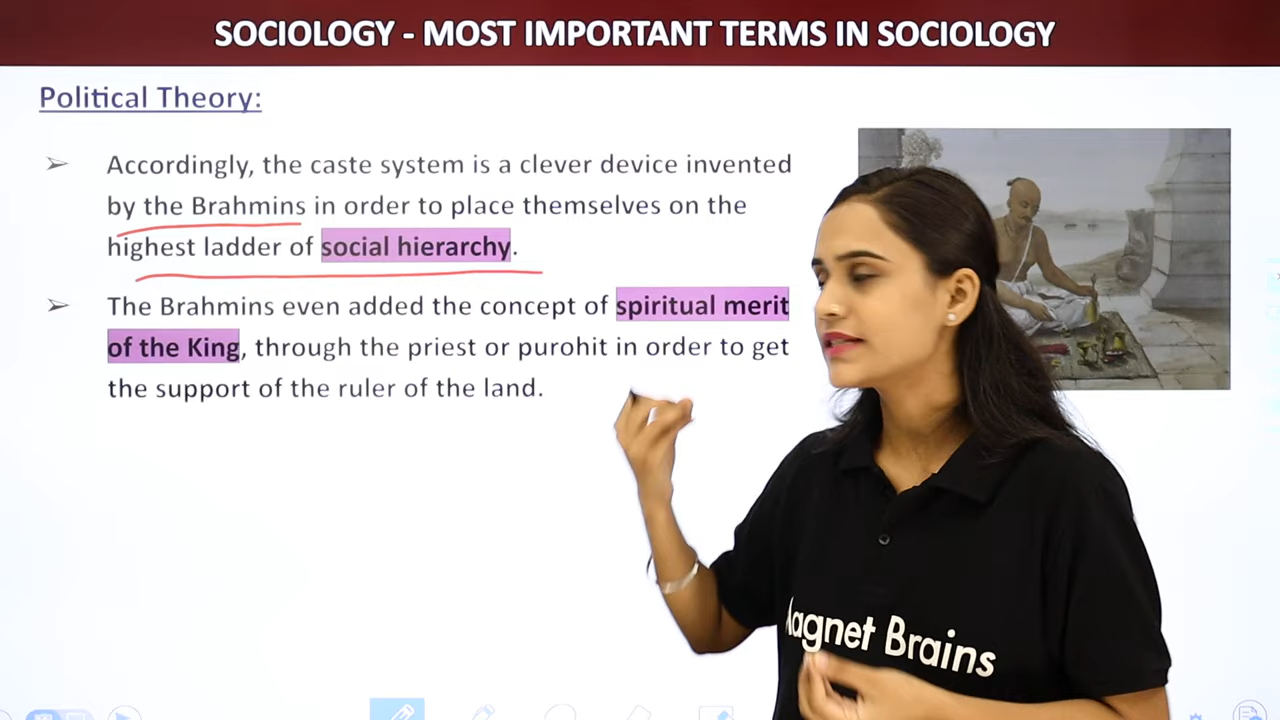 SOCIOLOGY - MOST IMPORTANT TERMS IN SOCIOLOGY
Political Theory:
➢ Accordingly, the caste system is a clever device invented
by the Brahmins in order to place themselves on the
highest ladder of social hierarchy.
➢ The Brahmins even added the concept of spiritual merit
of the King, through the priest or purohit in order to get
the support of the ruler of the land.
Magnet Brains